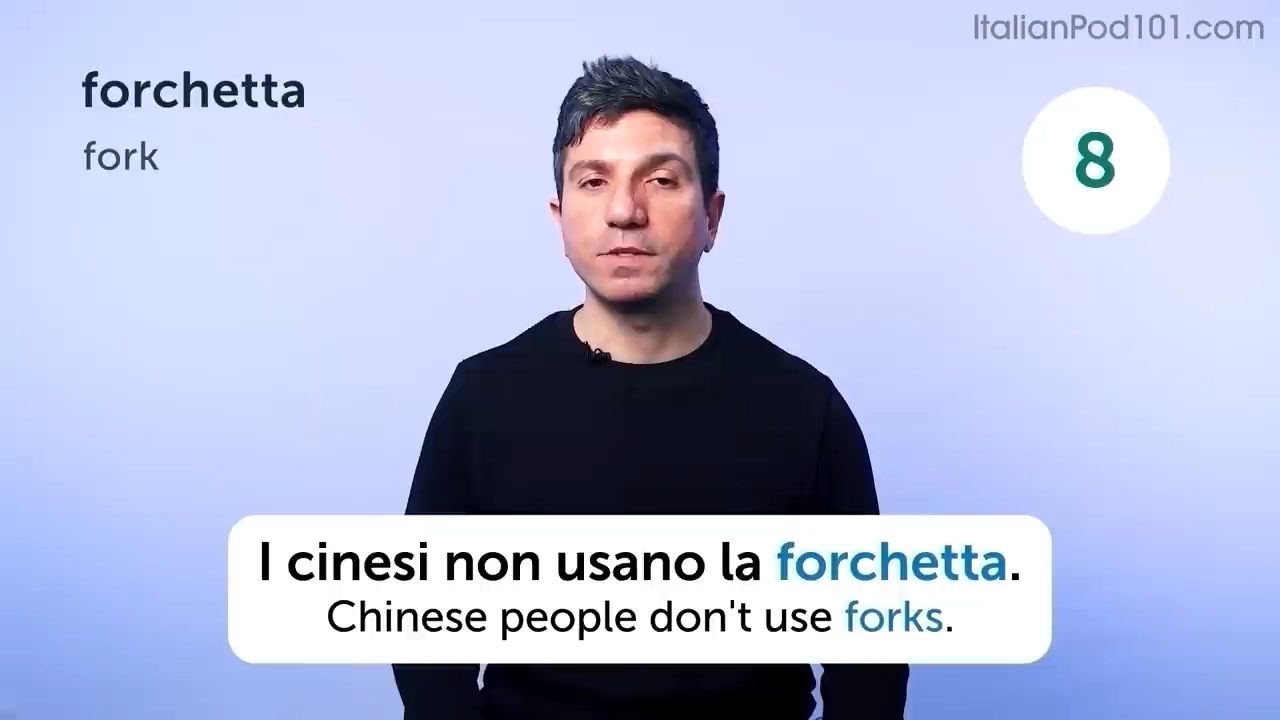 ItalianPod101.com
forchetta
fork
8
I cinesi non usano la forchetta.
Chinese people don't use forks.